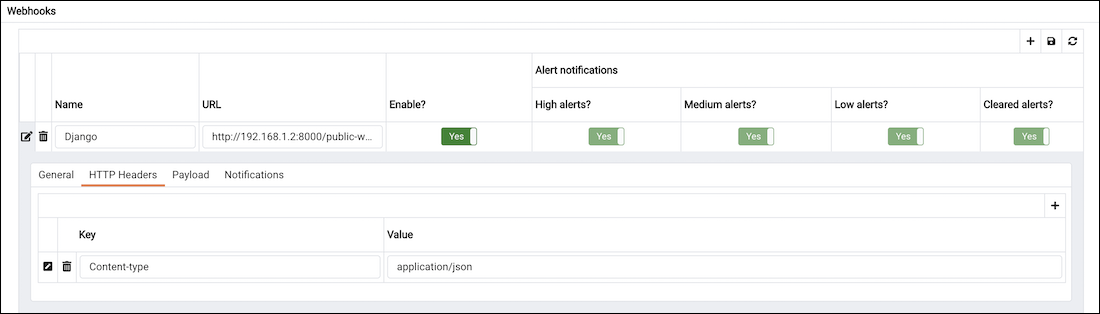 Webhooks
Alert notifications
Name URL Enable? High alerts? Medium alerts? Low alerts? Cleared alerts?
Django http://192.168.1.2:8000/public-w... Yes Yes Yes Yes Yes
General HTTP Headers Payload Notifications
Key Value
Content-type application/json